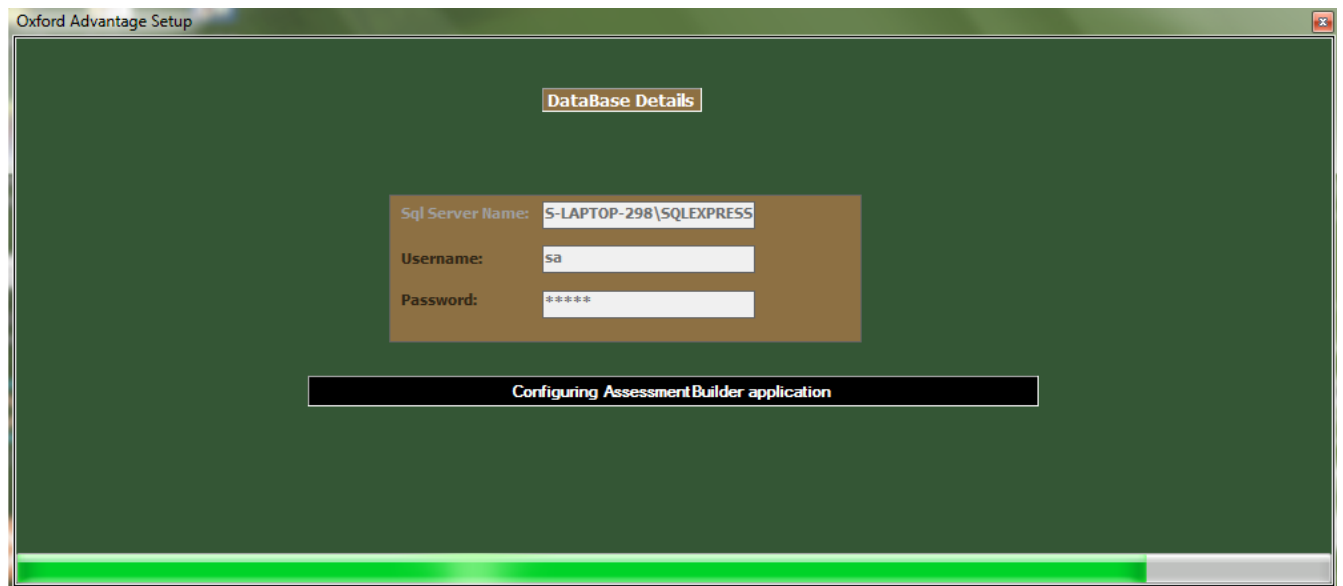 Oxford Advantage Setup
DataBase Details
Sql Server Name: S-LAPTOP-298\SQLEXPRESS
Username: sa
Password: *****
Configuring AssessmentBuilder application